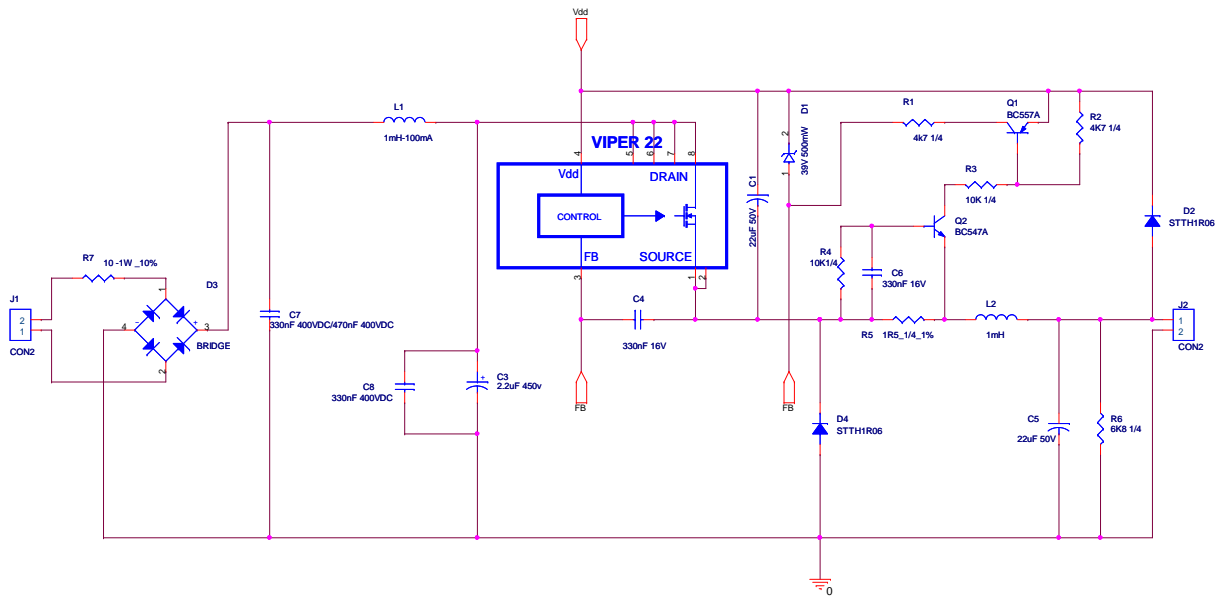 Vdd
L1
1mH-100mA
VIPER 22
4
5
6
7
8
Vdd
DRAIN
CONTROL
FB
SOURCE
3
1
2
C1
22uF 50V
2
D1
1
39V 500mW
R1
4k7 1/4
Q1
BC557A
R2
4K7 1/4
R3
10K 1/4
Q2
BC547A
D2
STTH1R06
R4
10K1/4
C6
330nF 16V
R7
10 -1W _10%
J1
2
1
CON2
D3
1
4
-
+
3
2
BRIDGE
C7
330nF 400VDC/470nF 400VDC
C4
330nF 16V
R5
1R5_1/4_1%
L2
1mH
J2
1
2
CON2
C8
330nF 400VDC
+
C3
2.2uF 450v
FB
FB
D4
STTH1R06
C5
22uF 50V
R6
6K8 1/4
0